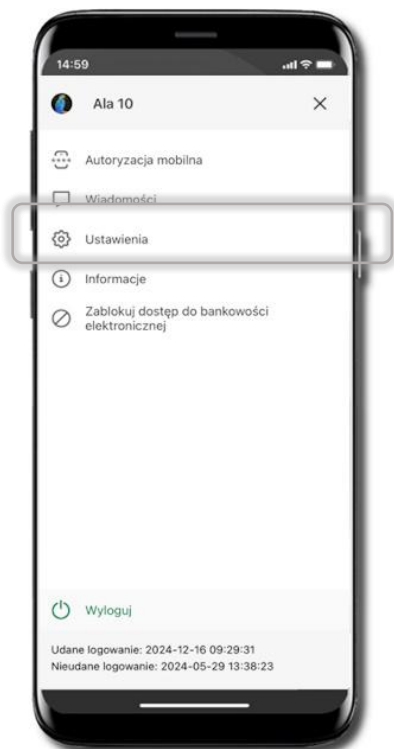 14:59
Ala 10
Autoryzacja mobilna
Wiadomości
Ustawienia
Informacje
Zablokuj dostęp do bankowości
elektronicznej
Wyloguj
Udane logowanie: 2024-12-16 09:29:31
Nieudane logowanie: 2024-05-29 13:38:23